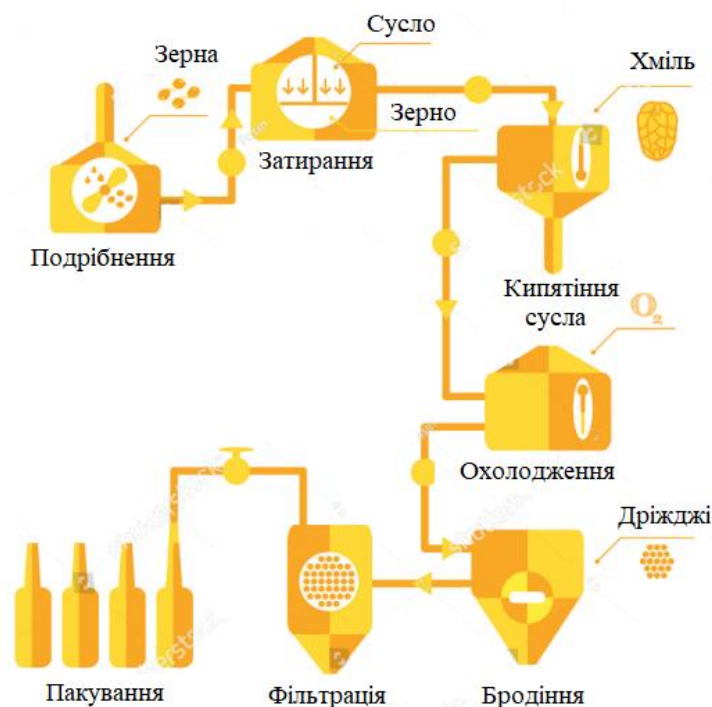 Сусло
Зерна
Хміль
Зерно
Затирання
Подрібнення
Кипятіння
сусла
O₂
Охолодження
Дріжджі
Пакування
Фільтрація
Бродіння